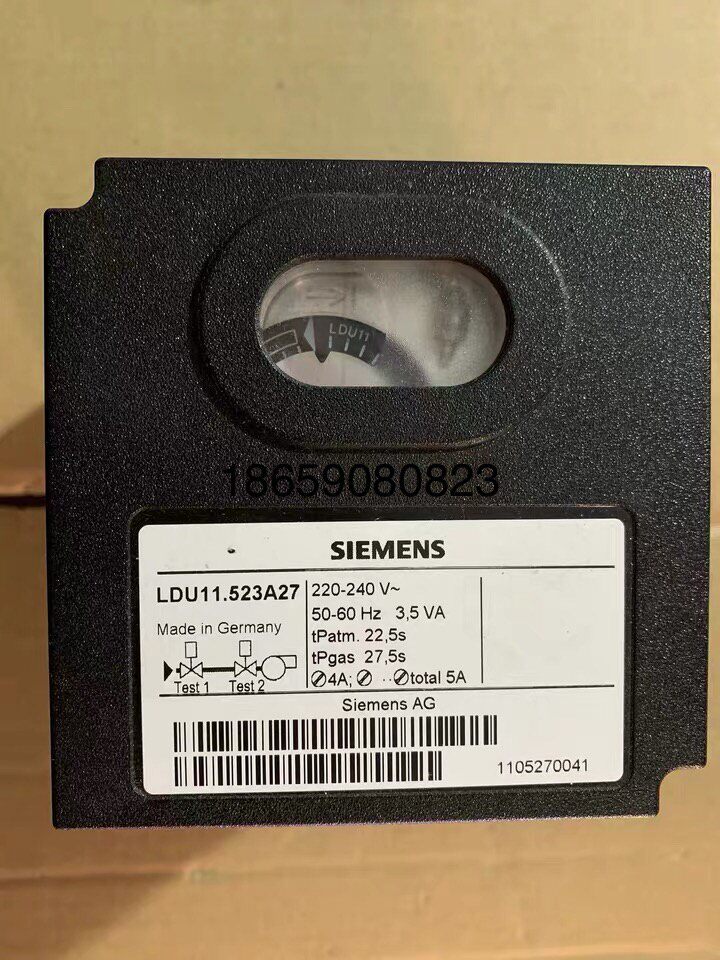 LDU11
18659080823
SIEMENS
LDU11.523A27
Made in Germany
Test 1 Test 2
220-240 V~
50-60 Hz 3,5 VA
tPatm. 22,5s
tPgas 27,5s
⊘4A; ⊘ ··⊘total 5A
Siemens AG
1105270041